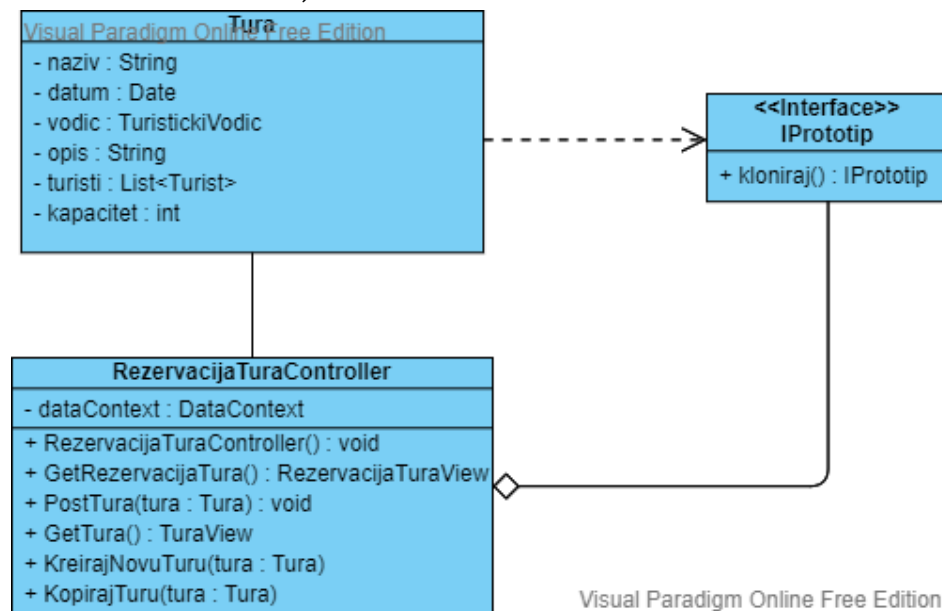 Visual Paradigm Online Free Edition
Tura
- naziv : String
- datum : Date
- vodic : TuristickiVodic
- opis : String
- turisti : List<Turist>
- kapacitet : int
<<Interface>>
IPrototip
+ kloniraj() : IPrototip
RezervacijaTuraController
- dataContext : DataContext
+ RezervacijaTuraController() : void
+ GetRezervacijaTura() : RezervacijaTuraView
+ PostTura(tura : Tura) : void
+ GetTura() : TuraView
+ KreirajNovuTuru(tura : Tura)
+ KopirajTuru(tura : Tura)
Visual Paradigm Online Free Edition